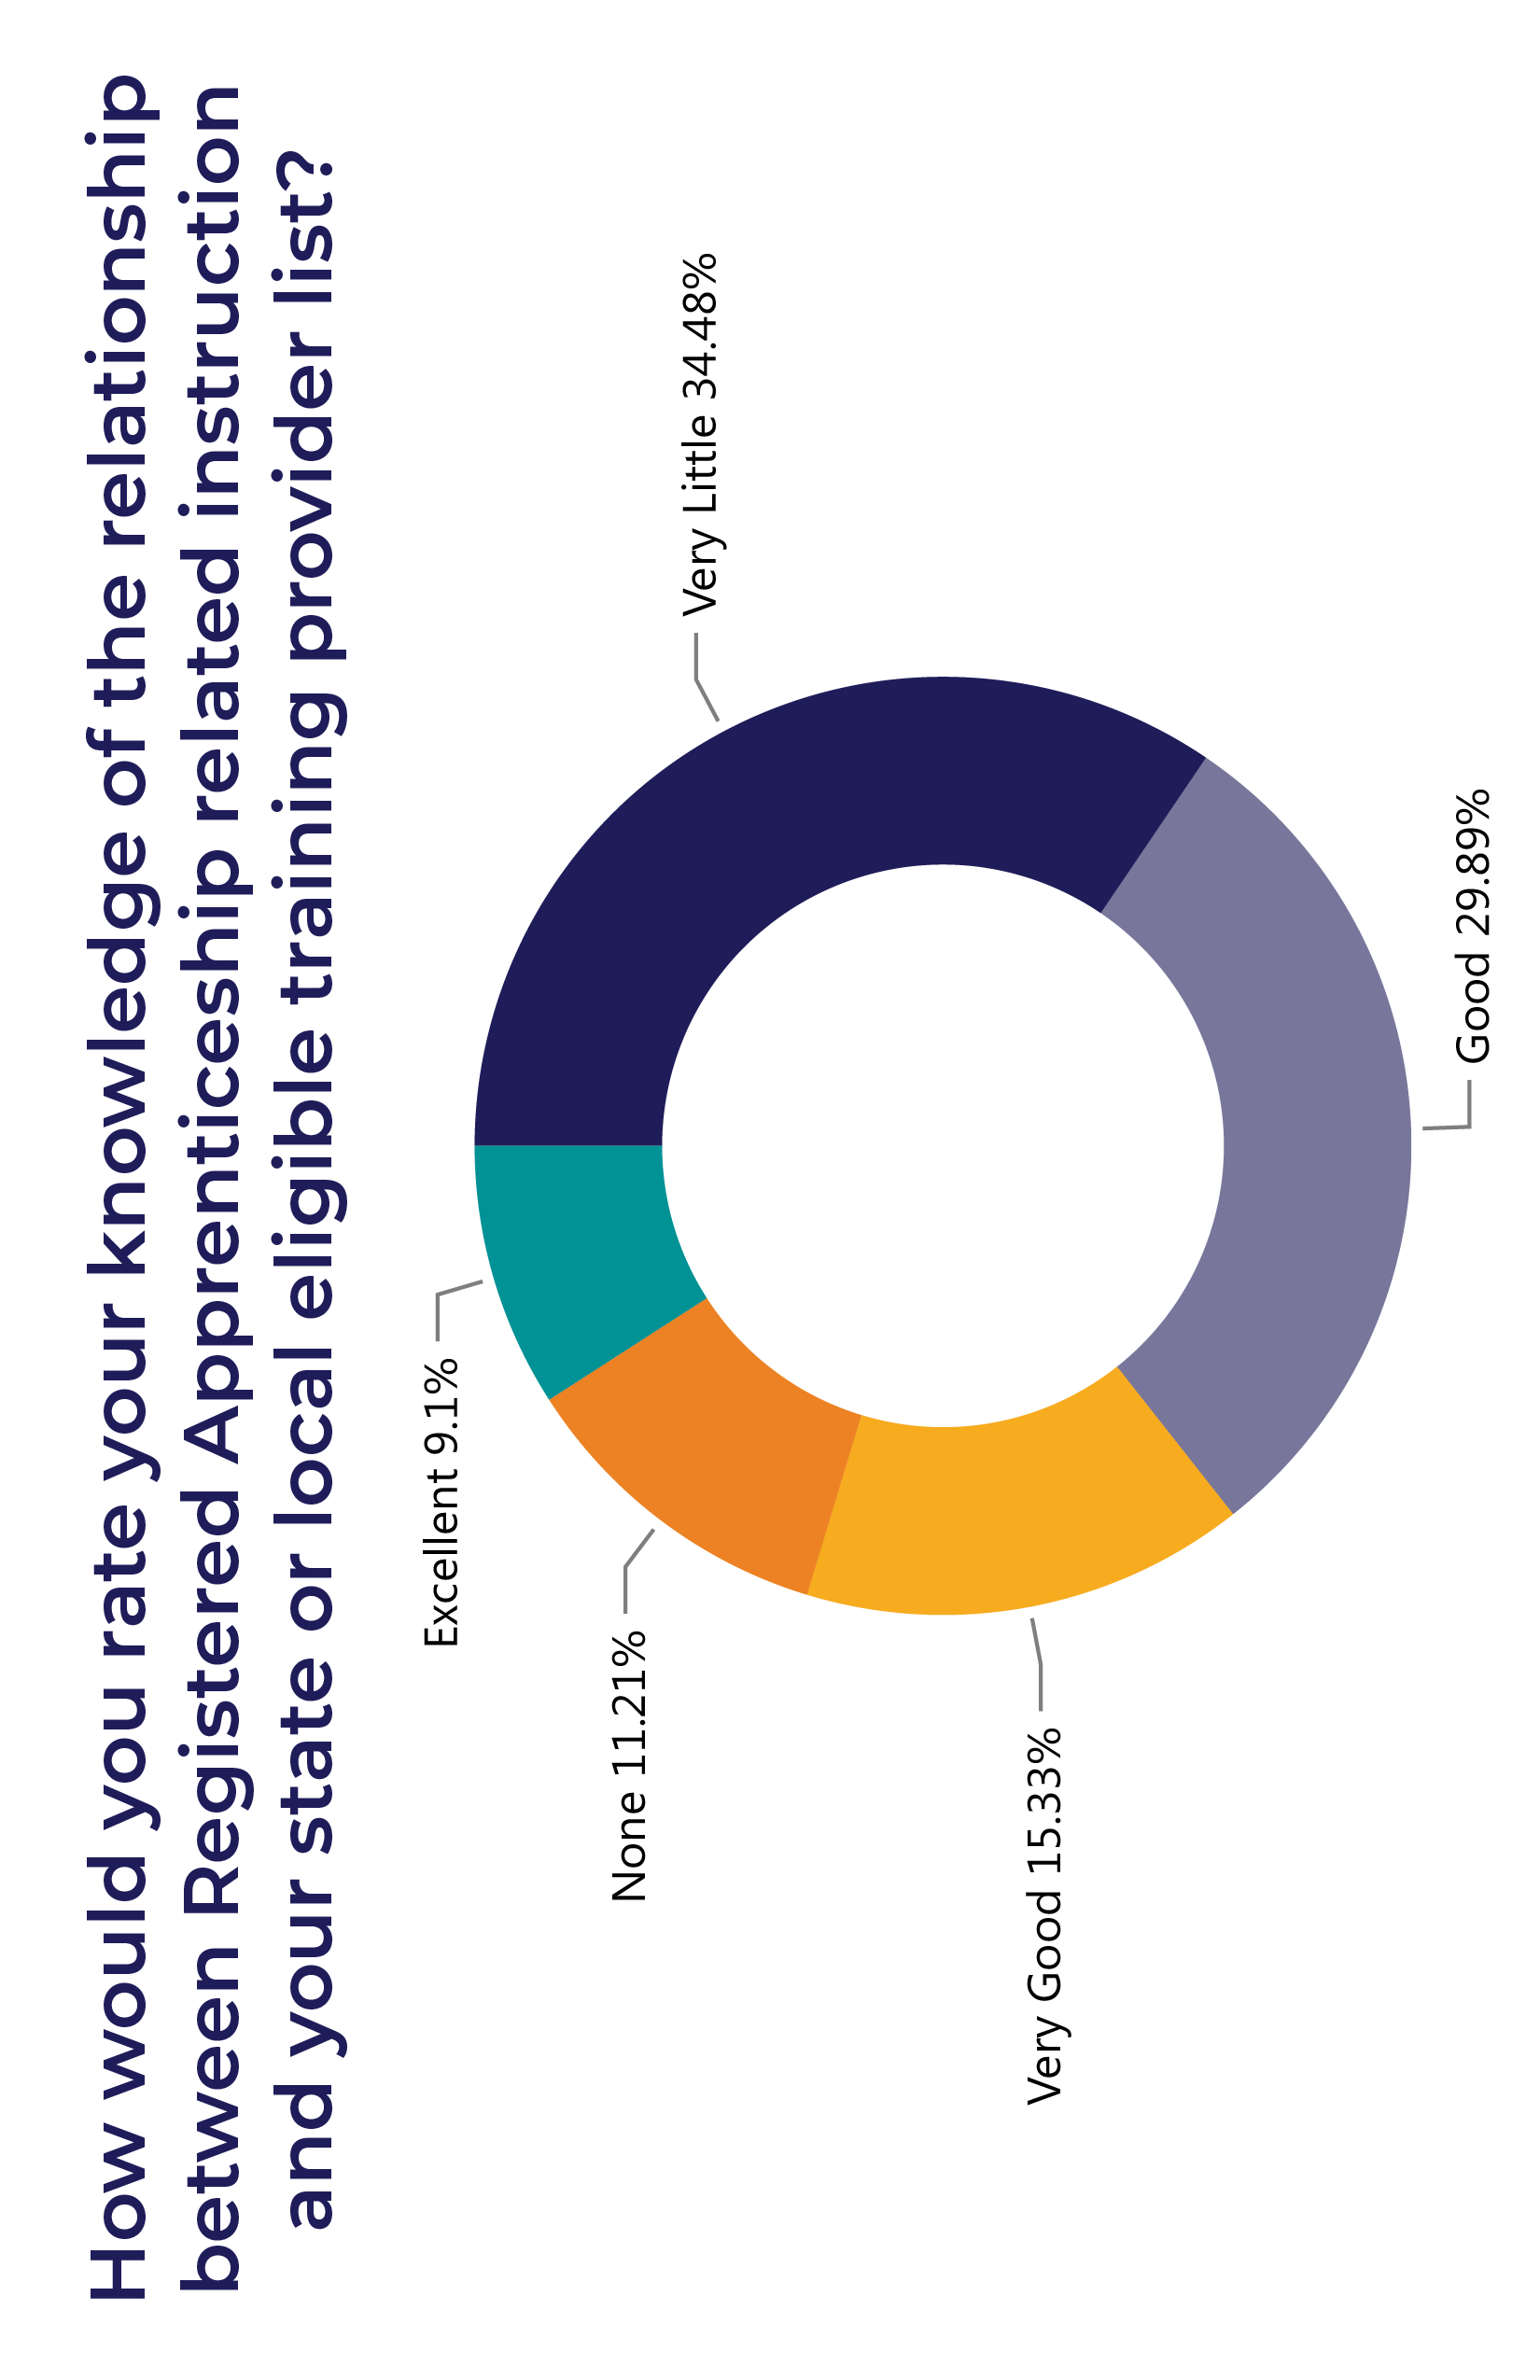 How would you rate your knowledge of the relationship
between Registered Apprenticeship related instruction
and your state or local eligible training provider list?
Excellent 9.1%
None 11.21%
Very Little 34.48%
Very Good 15.33%
Good 29.89%